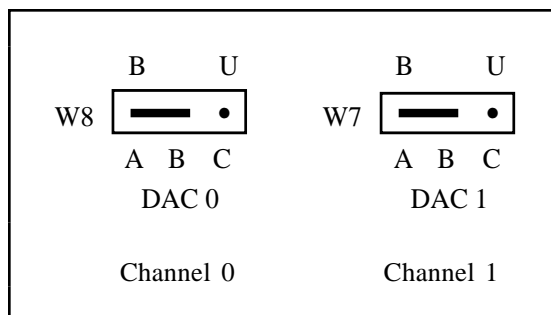 B U B U
W8 W7
A B C A B C
DAC 0 DAC 1
Channel 0 Channel 1